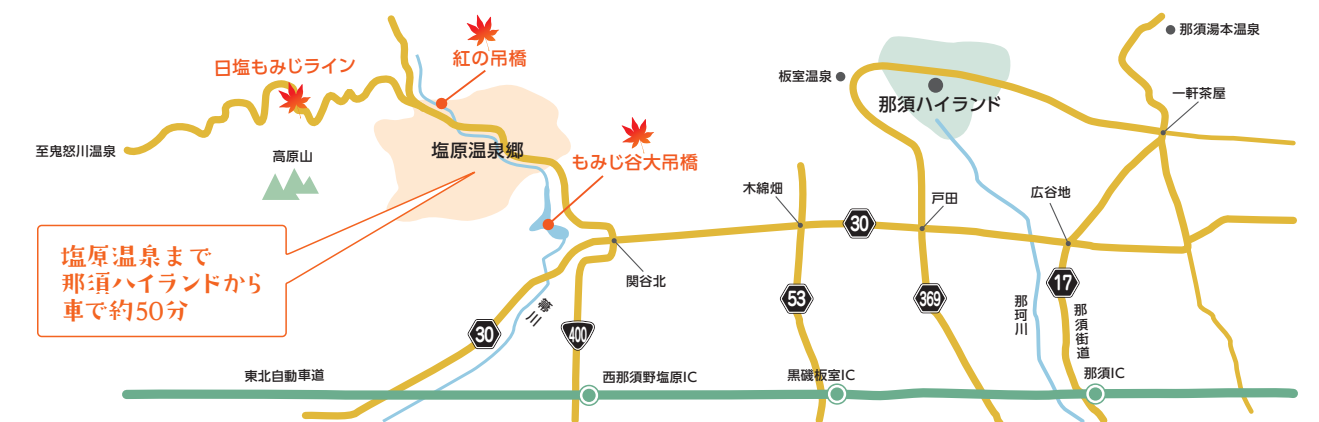 那須湯本温泉
紅の吊橋
日塩もみじライン
板室温泉
一軒茶屋
那須ハイランド
至鬼怒川温泉
高原山
塩原温泉郷
もみじ谷大吊橋
木綿畑
戸田
広谷地
30
塩原温泉まで
那須ハイランドから
車で約50分
関谷北
17
53
369
箒川
那珂川
那須街道
30
400
東北自動車道
西那須野塩原IC
黒磯板室IC
那須IC